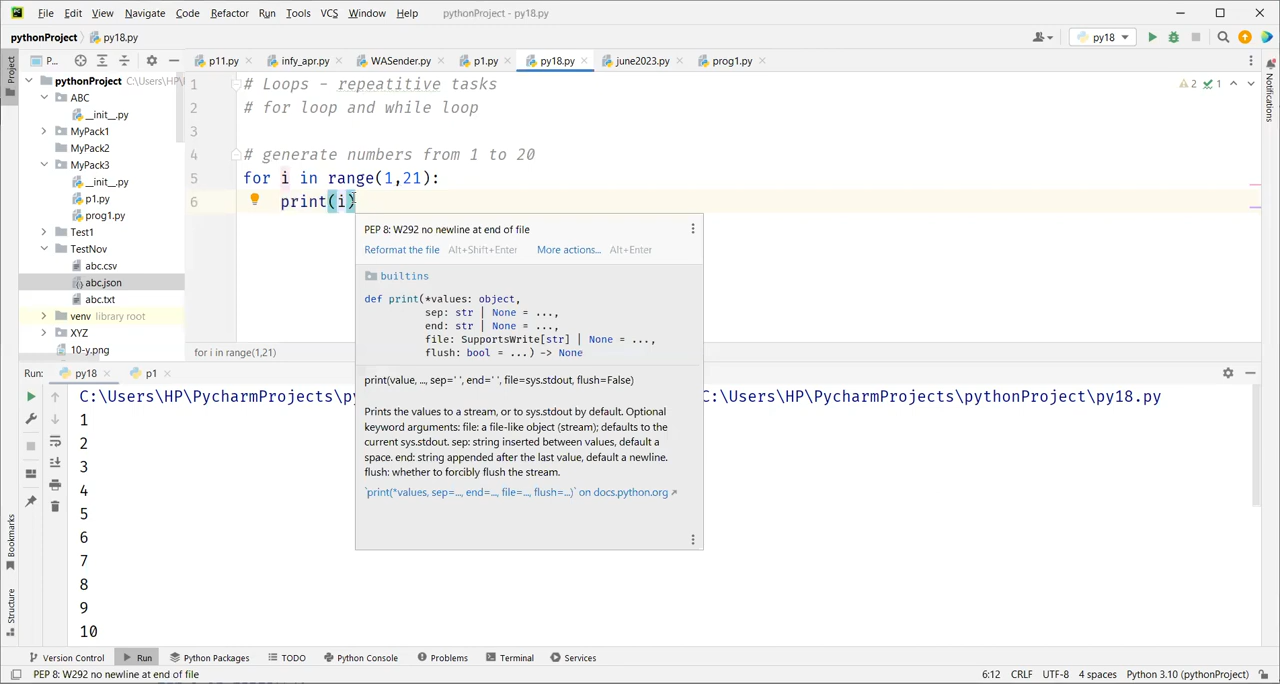 File Edit View Navigate Code Refactor Run Tools VCS Window Help pythonProject - py18.py
pythonProject py18.py py18
Project P... p11.py infy_apr.py WASender.py p1.py py18.py june2023.py prog1.py
Notifications
pythonProject C:\Users\HP\
ABC
__init__.py
MyPack1
MyPack2
MyPack3
__init__.py
p1.py
prog1.py
Test1
TestNov
abc.csv
abc.json
abc.txt
venv library root
XYZ
10-y.png
1 # Loops - repeatitive tasks
2 # for loop and while loop
3
4 # generate numbers from 1 to 20
5 for i in range(1,21):
6 print(i)
2 1
PEP 8: W292 no newline at end of file
Reformat the file Alt+Shift+Enter More actions... Alt+Enter
builtins
def print(*values: object,
sep: str | None = ...,
end: str | None = ...,
file: SupportsWrite[str] | None = ...,
flush: bool = ...) -> None
print(value, ..., sep=' ', end=' ', file=sys.stdout, flush=False)
Prints the values to a stream, or to sys.stdout by default. Optional
keyword arguments: file: a file-like object (stream); defaults to the
current sys.stdout. sep: string inserted between values, default a
space. end: string appended after the last value, default a newline.
flush: whether to forcibly flush the stream.
`print(*values, sep=..., end=..., file=..., flush=...)` on docs.python.org
for i in range(1,21)
Run: py18 p1
C:\Users\HP\PycharmProjects\py C:\Users\HP\PycharmProjects\pythonProject\py18.py
1
2
3
4
5
6
7
8
9
10
Bookmarks
Structure
Version Control Run Python Packages TODO Python Console Problems Terminal Services
PEP 8: W292 no newline at end of file 6:12 CRLF UTF-8 4 spaces Python 3.10 (pythonProject)